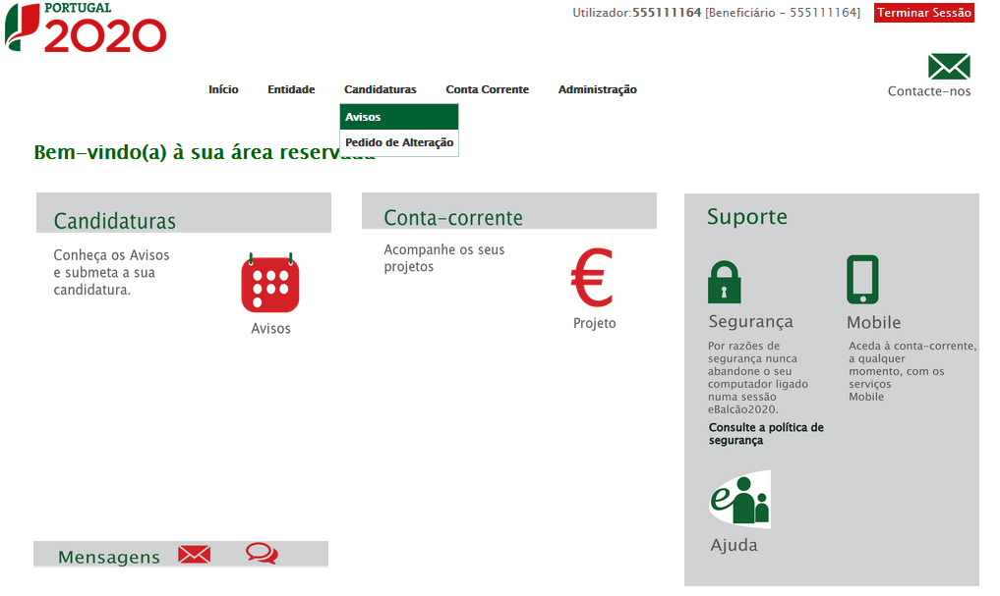 PORTUGAL
2020
Utilizador:555111164 [Beneficiário - 555111164]
Terminar Sessão
Contacte-nos
Início Entidade Candidaturas Conta Corrente Administração
Avisos
Pedido de Alteração
Bem-vindo(a) à sua área reservada
Candidaturas
Conheça os Avisos
e submeta a sua
candidatura.
Avisos
Conta-corrente
Acompanhe os seus
projetos
€
Projeto
Suporte
Segurança
Por razões de
segurança nunca
abandone o seu
computador ligado
numa sessão
eBalcão2020.
Consulte a política de
segurança
Mobile
Aceda à conta-corrente,
a qualquer
momento, com os
serviços
Mobile
e
Ajuda
Mensagens